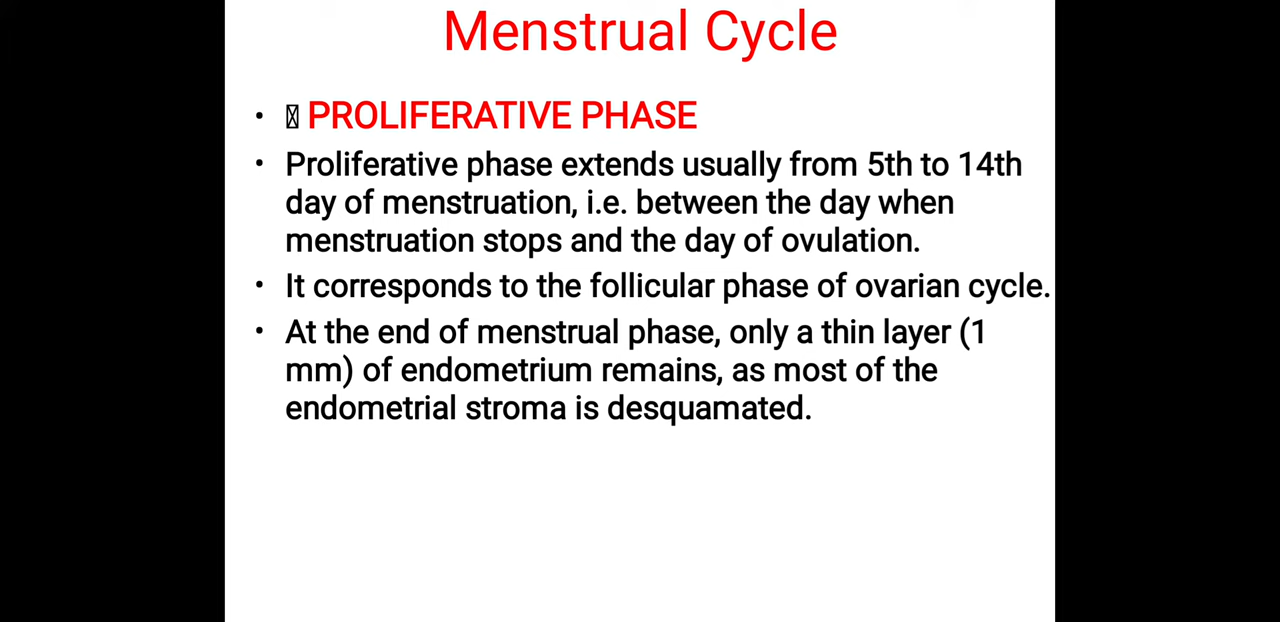 Menstrual Cycle
• PROLIFERATIVE PHASE
• Proliferative phase extends usually from 5th to 14th
day of menstruation, i.e. between the day when
menstruation stops and the day of ovulation.
• It corresponds to the follicular phase of ovarian cycle.
• At the end of menstrual phase, only a thin layer (1
mm) of endometrium remains, as most of the
endometrial stroma is desquamated.